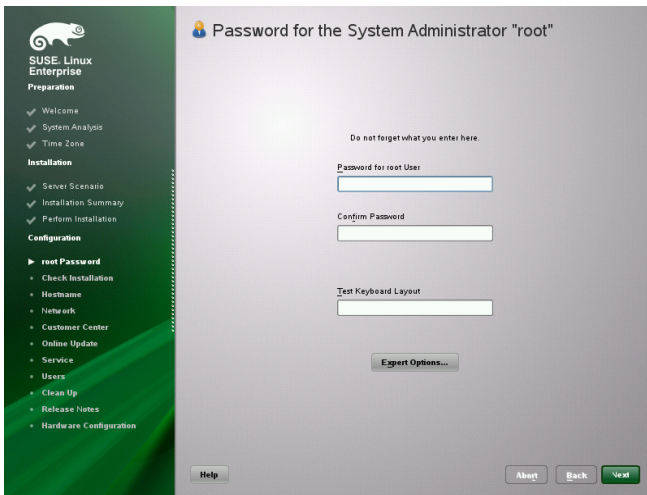 SUSE. Linux
Enterprise
Preparation
Welcome
System Analysis
Time Zone
Installation
Server Scenario
Installation Summary
Perform Installation
Configuration
root Password
Check Installation
Hostname
Network
Customer Center
Online Update
Service
Users
Clean Up
Release Notes
Hardware Configuration
Password for the System Administrator "root"
Do not forget what you enter here.
Password for root User
Confirm Password
Test Keyboard Layout
Expert Options...
Help
Abort
Back
Next